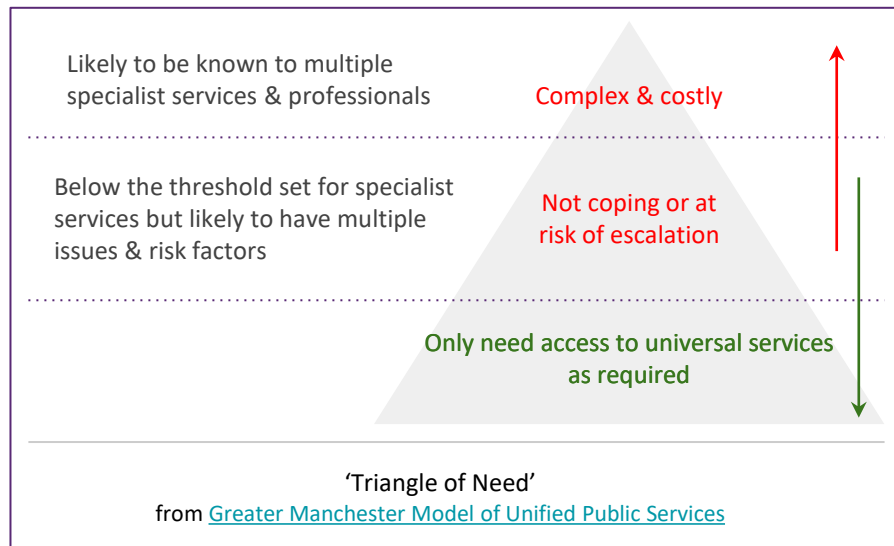 Likely to be known to multiple
specialist services & professionals
Complex & costly
Below the threshold set for specialist
services but likely to have multiple
issues & risk factors
Not coping or at
risk of escalation
Only need access to universal services
as required
‘Triangle of Need’
from Greater Manchester Model of Unified Public Services